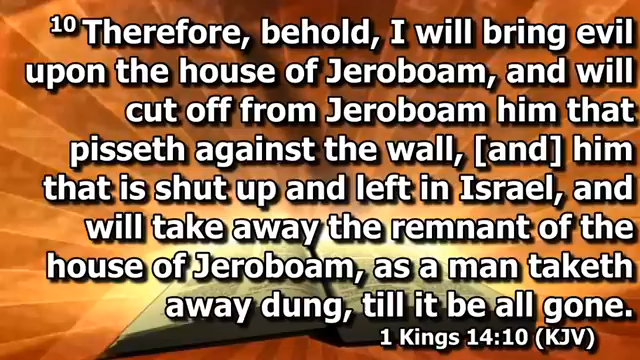 10 Therefore, behold, I will bring evil
upon the house of Jeroboam, and will
cut off from Jeroboam him that
pisseth against the wall, [and] him
that is shut up and left in Israel, and
will take away the remnant of the
house of Jeroboam, as a man taketh
away dung, till it be all gone.
1 Kings 14:10 (KJV)